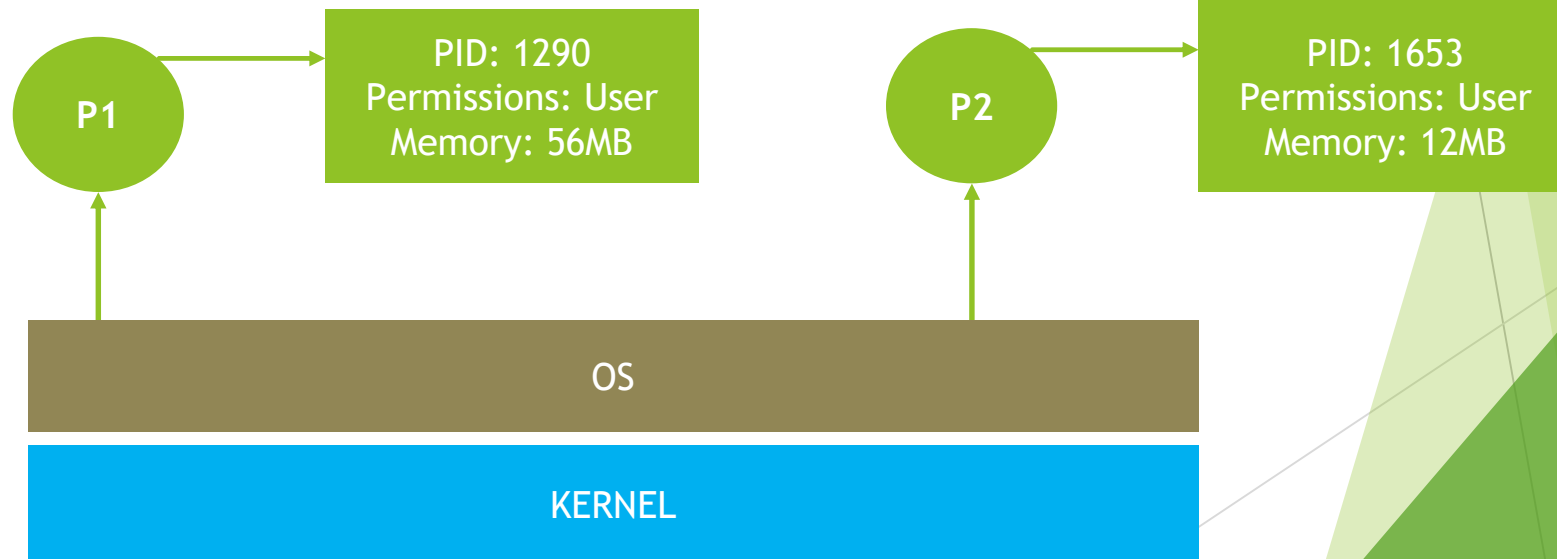 P1
PID: 1290
Permissions: User
Memory: 56MB
P2
PID: 1653
Permissions: User
Memory: 12MB
OS
KERNEL